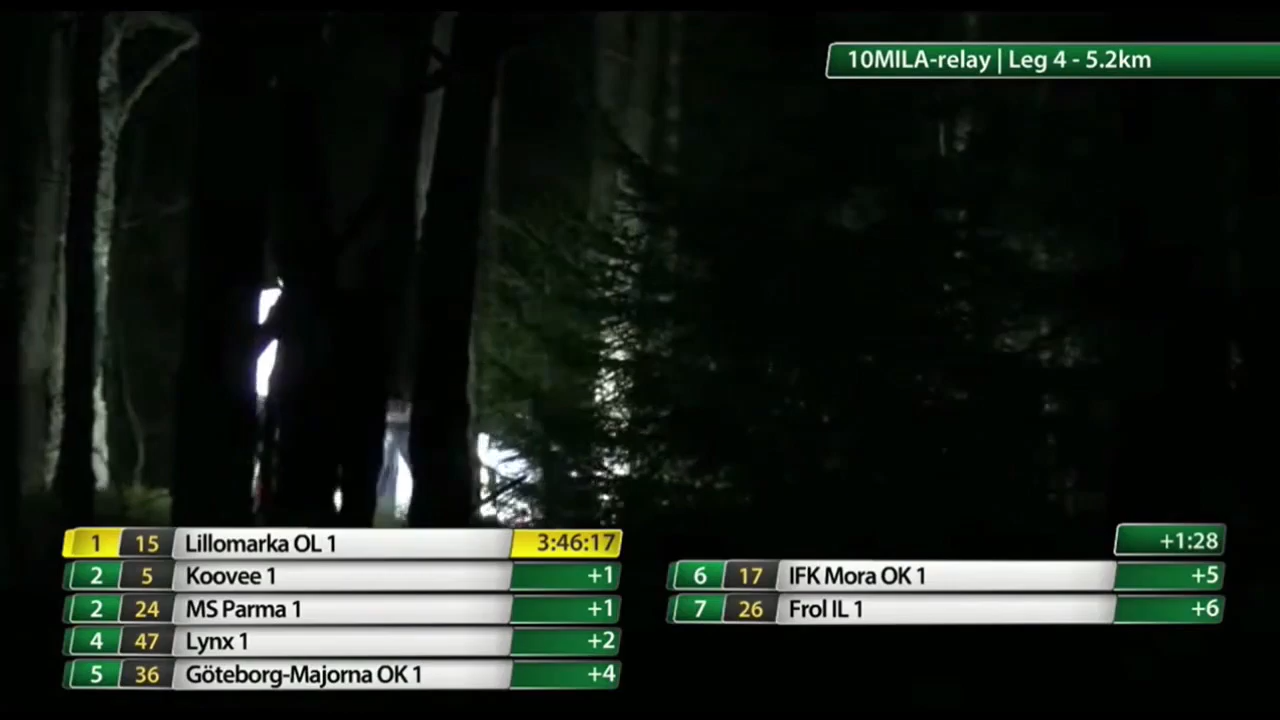 10MILA-relay | Leg 4 - 5.2km
1 15 Lillomarka OL 1 3:46:17
2 5 Koovee 1 +1
2 24 MS Parma 1 +1
4 47 Lynx 1 +2
5 36 Göteborg-Majorna OK 1 +4
+1:28
6 17 IFK Mora OK 1 +5
7 26 Frol IL 1 +6